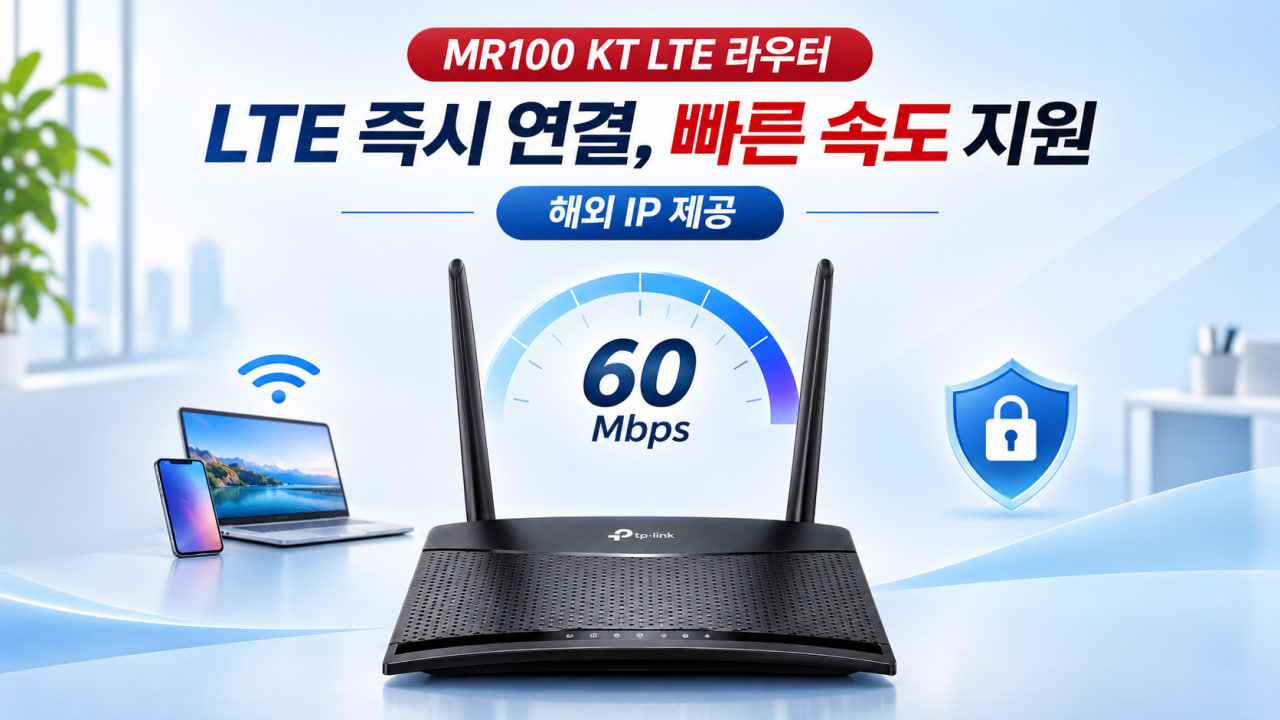 MR100 KT LTE 라우터
LTE 즉시 연결, 빠른 속도 지원
해외 IP 제공
60
Mbps
tp-link